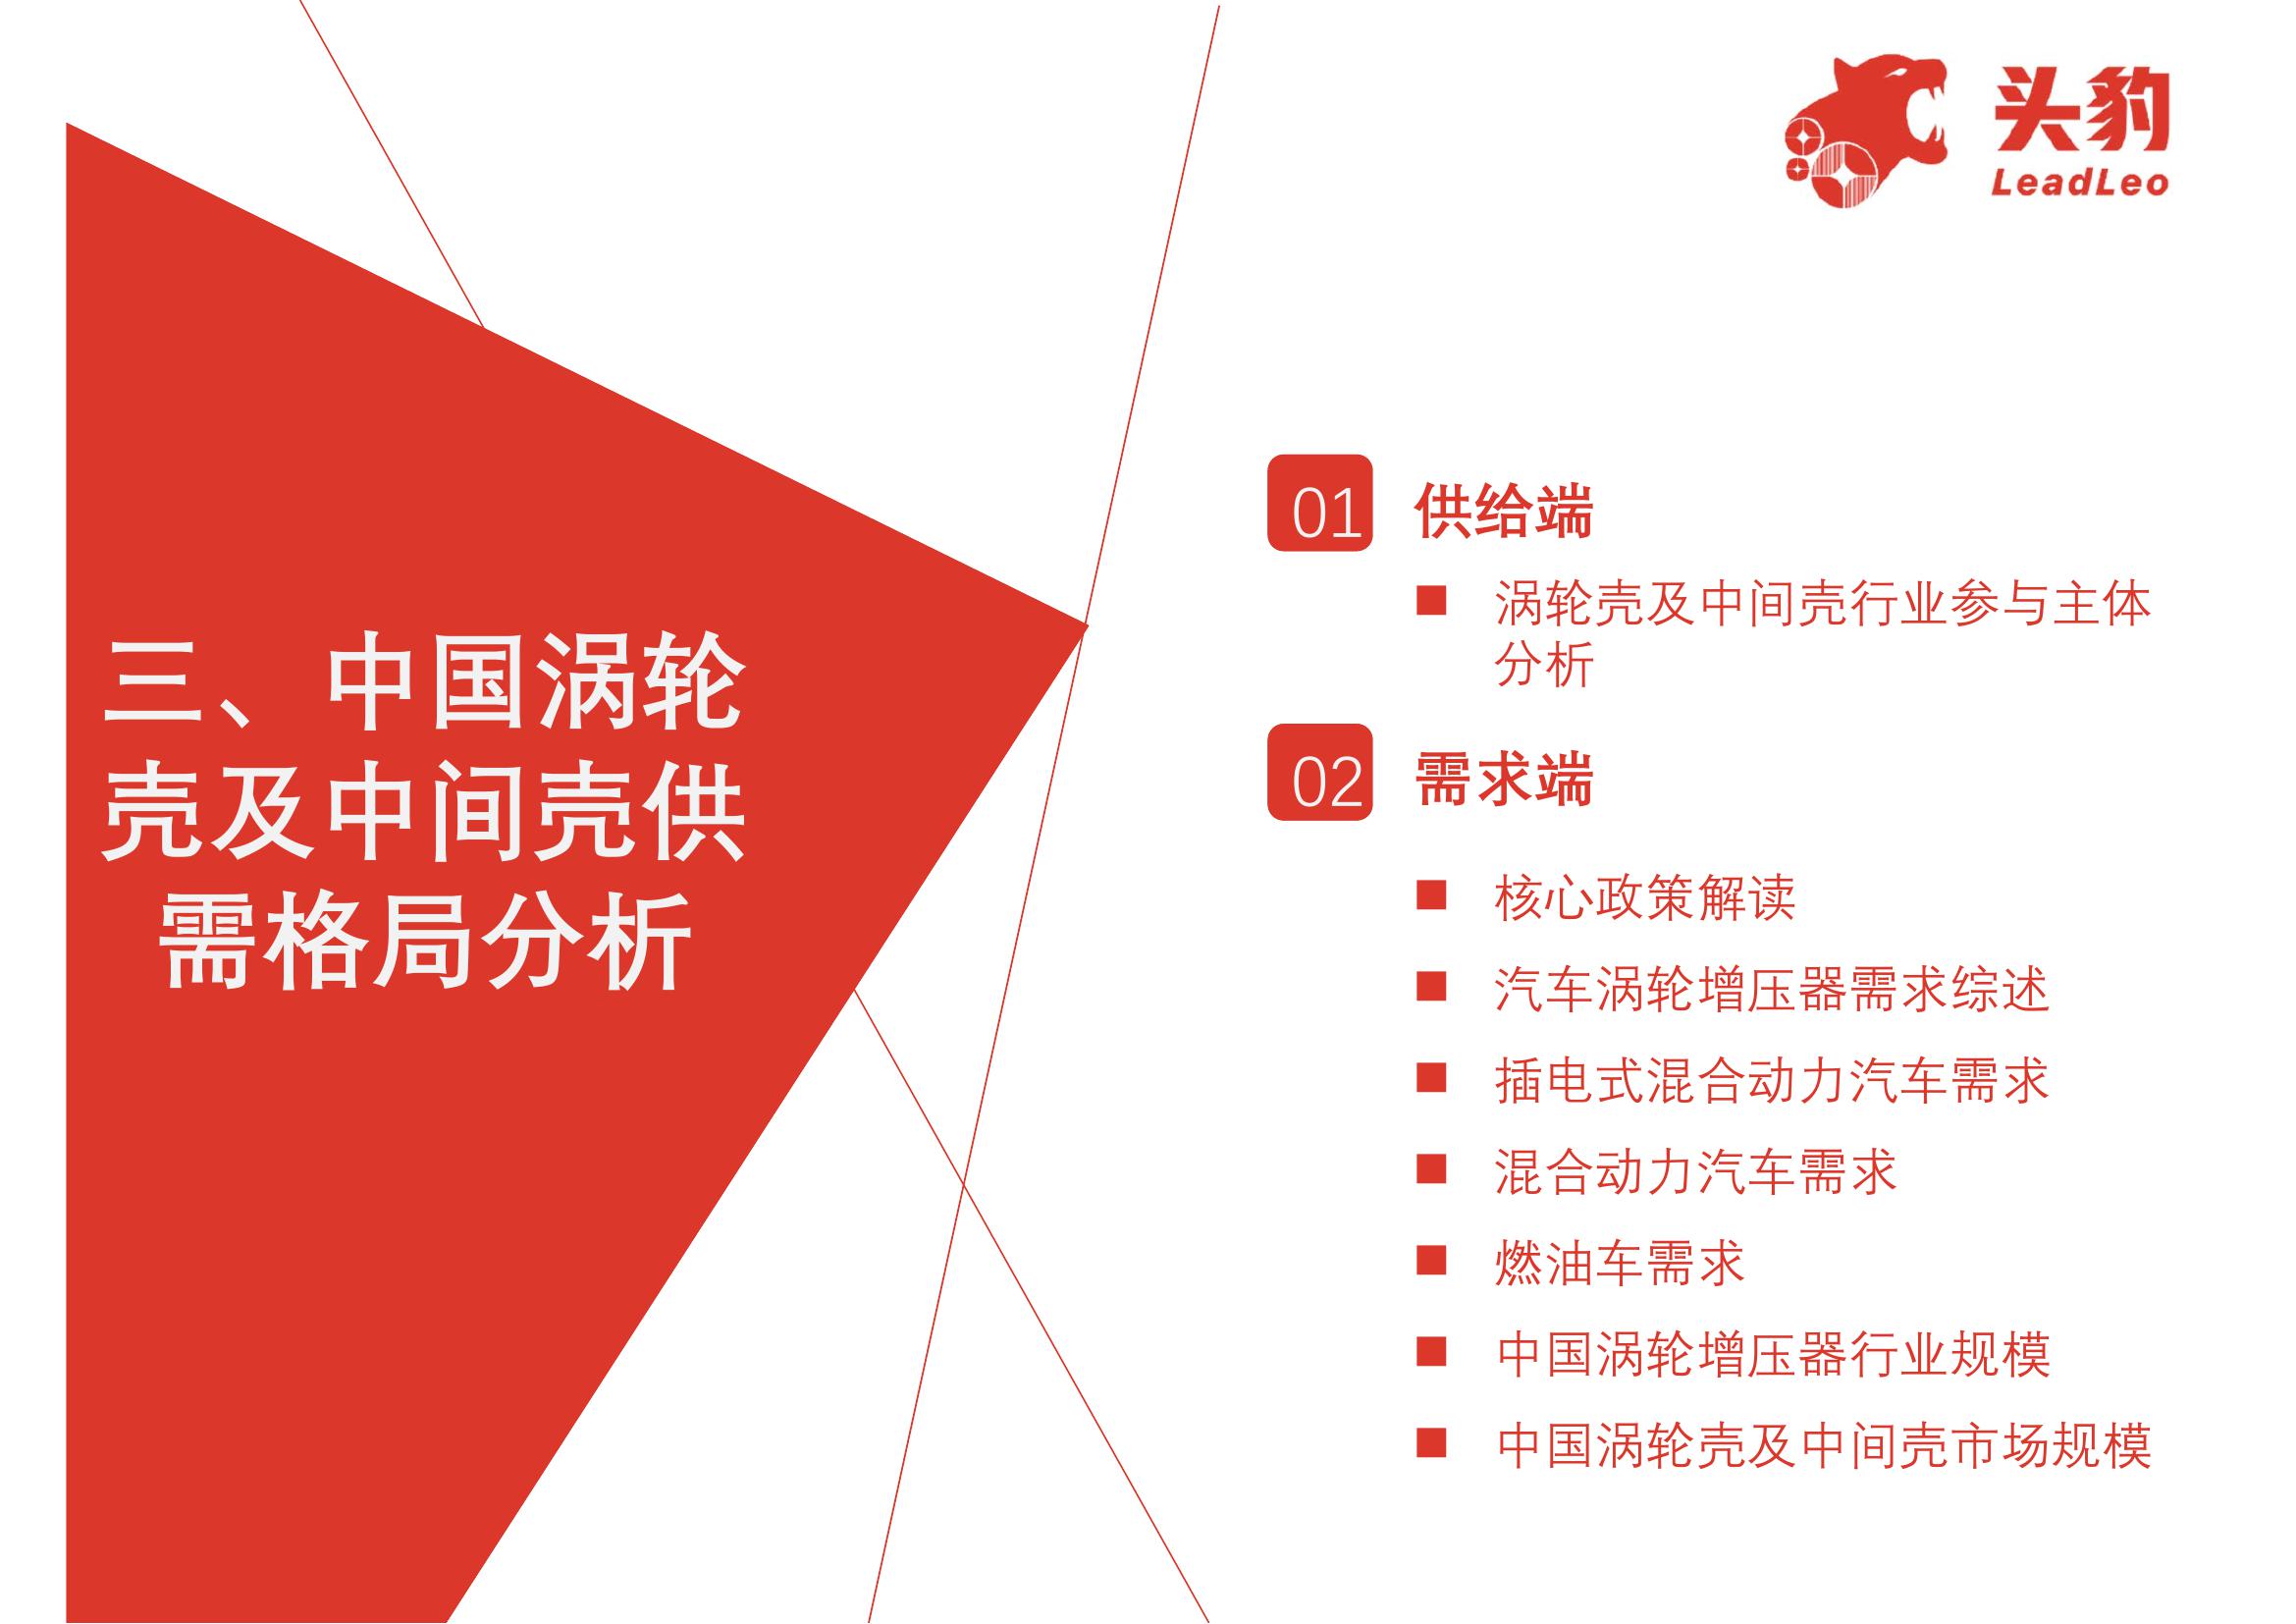 头豹
LeadLeo
三、中国涡轮
壳及中间壳供
需格局分析
01 供给端
涡轮壳及中间壳行业参与主体
分析
02 需求端
核心政策解读
汽车涡轮增压器需求综述
插电式混合动力汽车需求
混合动力汽车需求
燃油车需求
中国涡轮增压器行业规模
中国涡轮壳及中间壳市场规模